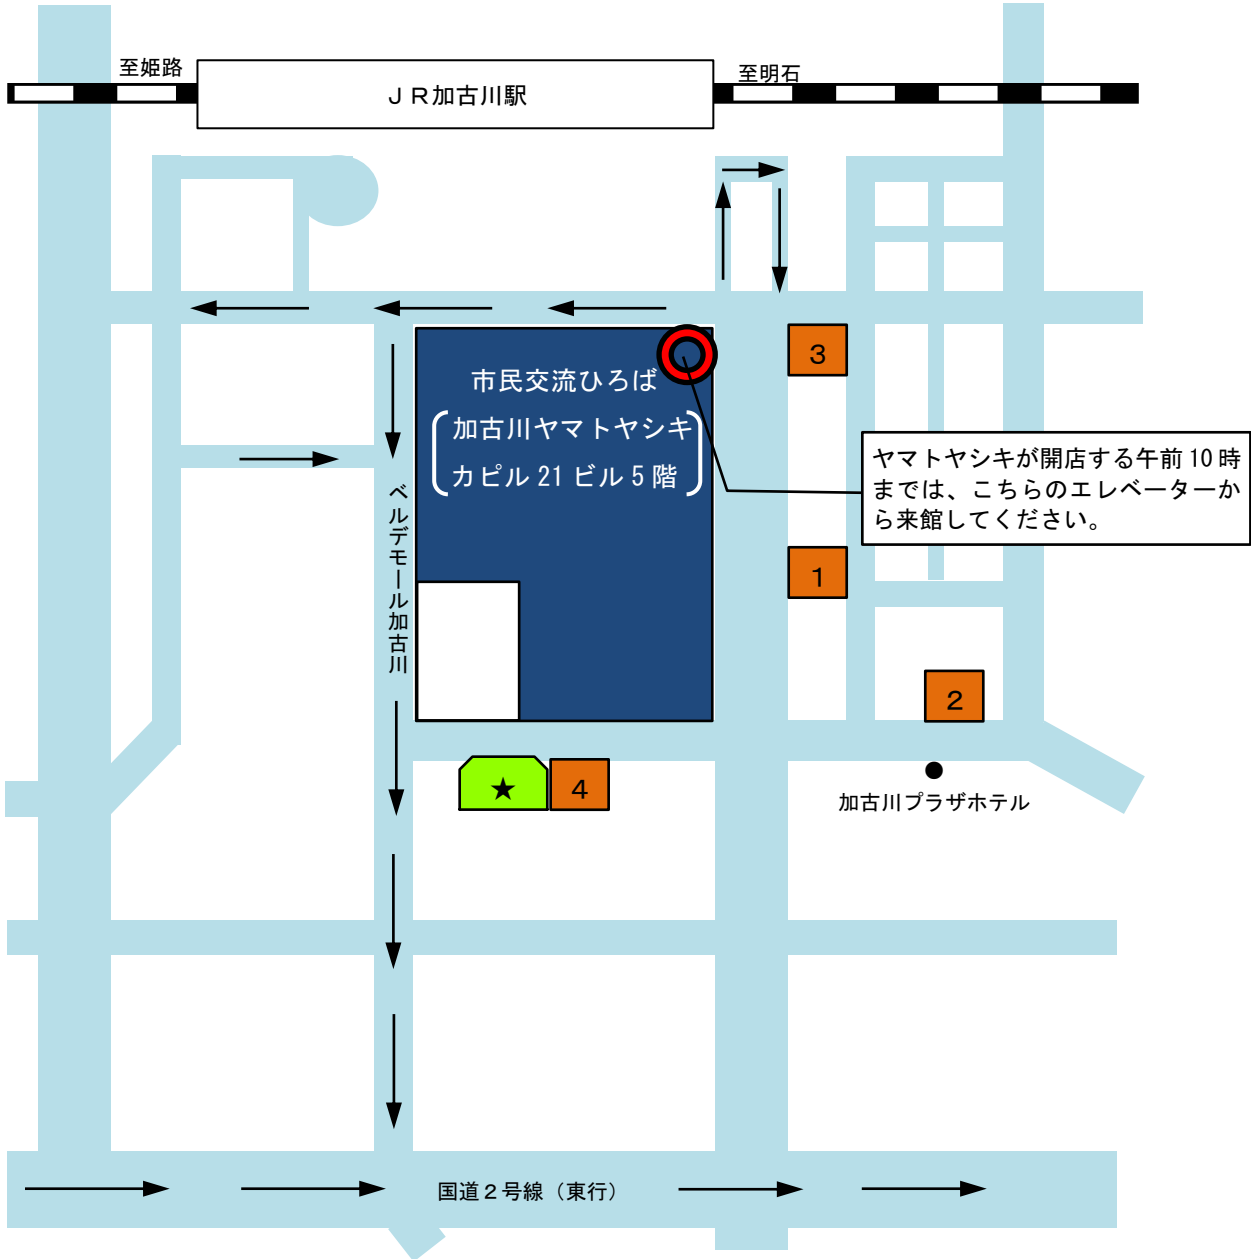 至姫路
ＪＲ加古川駅
至明石
3
市民交流ひろば
加古川ヤマトヤシキ
カピル 21 ビル 5 階
ヤマトヤシキが開店する午前 10 時
までは、こちらのエレベーターか
ら来館してください。
ベルデモール加古川
1
2
★
4
加古川プラザホテル
国道２号線（東行）